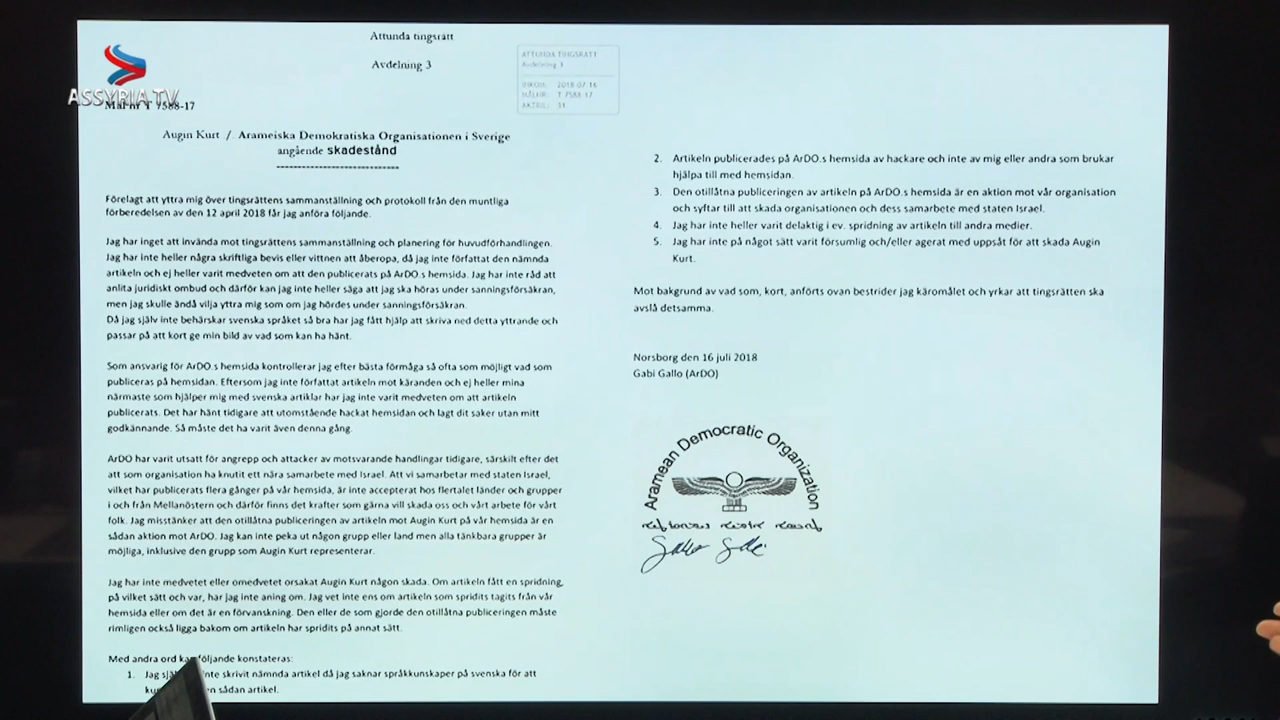 ASSYRIA TV
Attunda tingsrätt
Avdelning 3
ATTUNDA TINGSRÄTT
Avdelning 3
INKOM: 2018-07-16
MÅLNR: T 7588-17
AKTBIL: 31
Mål nr T 7588-17
Augin Kurt / Arameiska Demokratiska Organisationen i Sverige
angående skadestånd
Förelagt att yttra mig över tingsrättens sammanställning och protokoll från den muntliga
förberedelsen av den 12 april 2018 får jag anföra följande.
Jag har inget att invända mot tingsrättens sammanställning och planering för huvudförhandlingen.
Jag har inte heller några skriftliga bevis eller vittnen att åberopa, då jag inte författat den nämnda
artikeln och ej heller varit medveten om att den publicerats på ArDO.s hemsida. Jag har inte råd att
anlita juridiskt ombud och därför kan jag inte heller säga att jag ska höras under sanningsförsäkran,
men jag skulle ändå vilja yttra mig som om jag hördes under sanningsförsäkran.
Då jag själv inte behärskar svenska språket så bra har jag fått hjälp att skriva ned detta yttrande och
passar på att kort ge min bild av vad som kan ha hänt.
Som ansvarig för ArDO.s hemsida kontrollerar jag efter bästa förmåga så ofta som möjligt vad som
publiceras på hemsidan. Eftersom jag inte författat artikeln mot käranden och ej heller mina
närmaste som hjälper mig med svenska artiklar har jag inte varit medveten om att artikeln
publicerats. Det har hänt tidigare att utomstående hackat hemsidan och lagt dit saker utan mitt
godkännande. Så måste det ha varit även denna gång.
ArDO har varit utsatt för angrepp och attacker av motsvarande handlingar tidigare, särskilt efter det
att som organisation ha knutit ett nära samarbete med Israel. Att vi samarbetar med staten Israel,
vilket har publicerats flera gånger på vår hemsida, är inte accepterat hos flertalet länder och grupper
i och från Mellanöstern och därför finns det krafter som gärna vill skada oss och vårt arbete för vårt
folk. Jag misstänker att den otillåtna publiceringen av artikeln mot Augin Kurt på vår hemsida är en
sådan aktion mot ArDO. Jag kan inte peka ut någon grupp eller land men alla tänkbara grupper är
möjliga, inklusive den grupp som Augin Kurt representerar.
Jag har inte medvetet eller omedvetet orsakat Augin Kurt någon skada. Om artikeln fått en spridning,
på vilket sätt och var, har jag inte aning om. Jag vet inte ens om artikeln som spridits tagits från vår
hemsida eller om det är en förvanskning. Den eller de som gjorde den otillåtna publiceringen måste
rimligen också ligga bakom om artikeln har spridits på annat sätt.
Med andra ord kan följande konstateras:
1. Jag själ inte skrivit nämnda artikel då jag saknar språkkunskaper på svenska för att
ku n sådan artikel.
2. Artikeln publicerades på ArDO.s hemsida av hackare och inte av mig eller andra som brukar
hjälpa till med hemsidan.
3. Den otillåtna publiceringen av artikeln på ArDO.s hemsida är en aktion mot vår organisation
och syftar till att skada organisationen och dess samarbete med staten Israel.
4. Jag har inte heller varit delaktig i ev. spridning av artikeln till andra medier.
5. Jag har inte på något sätt varit försumlig och/eller agerat med uppsåt för att skada Augin
Kurt.
Mot bakgrund av vad som, kort, anförts ovan bestrider jag käromålet och yrkar att tingsrätten ska
avslå detsamma.
Norsborg den 16 juli 2018
Gabi Gallo (ArDO)
Aramean Democratic Organization